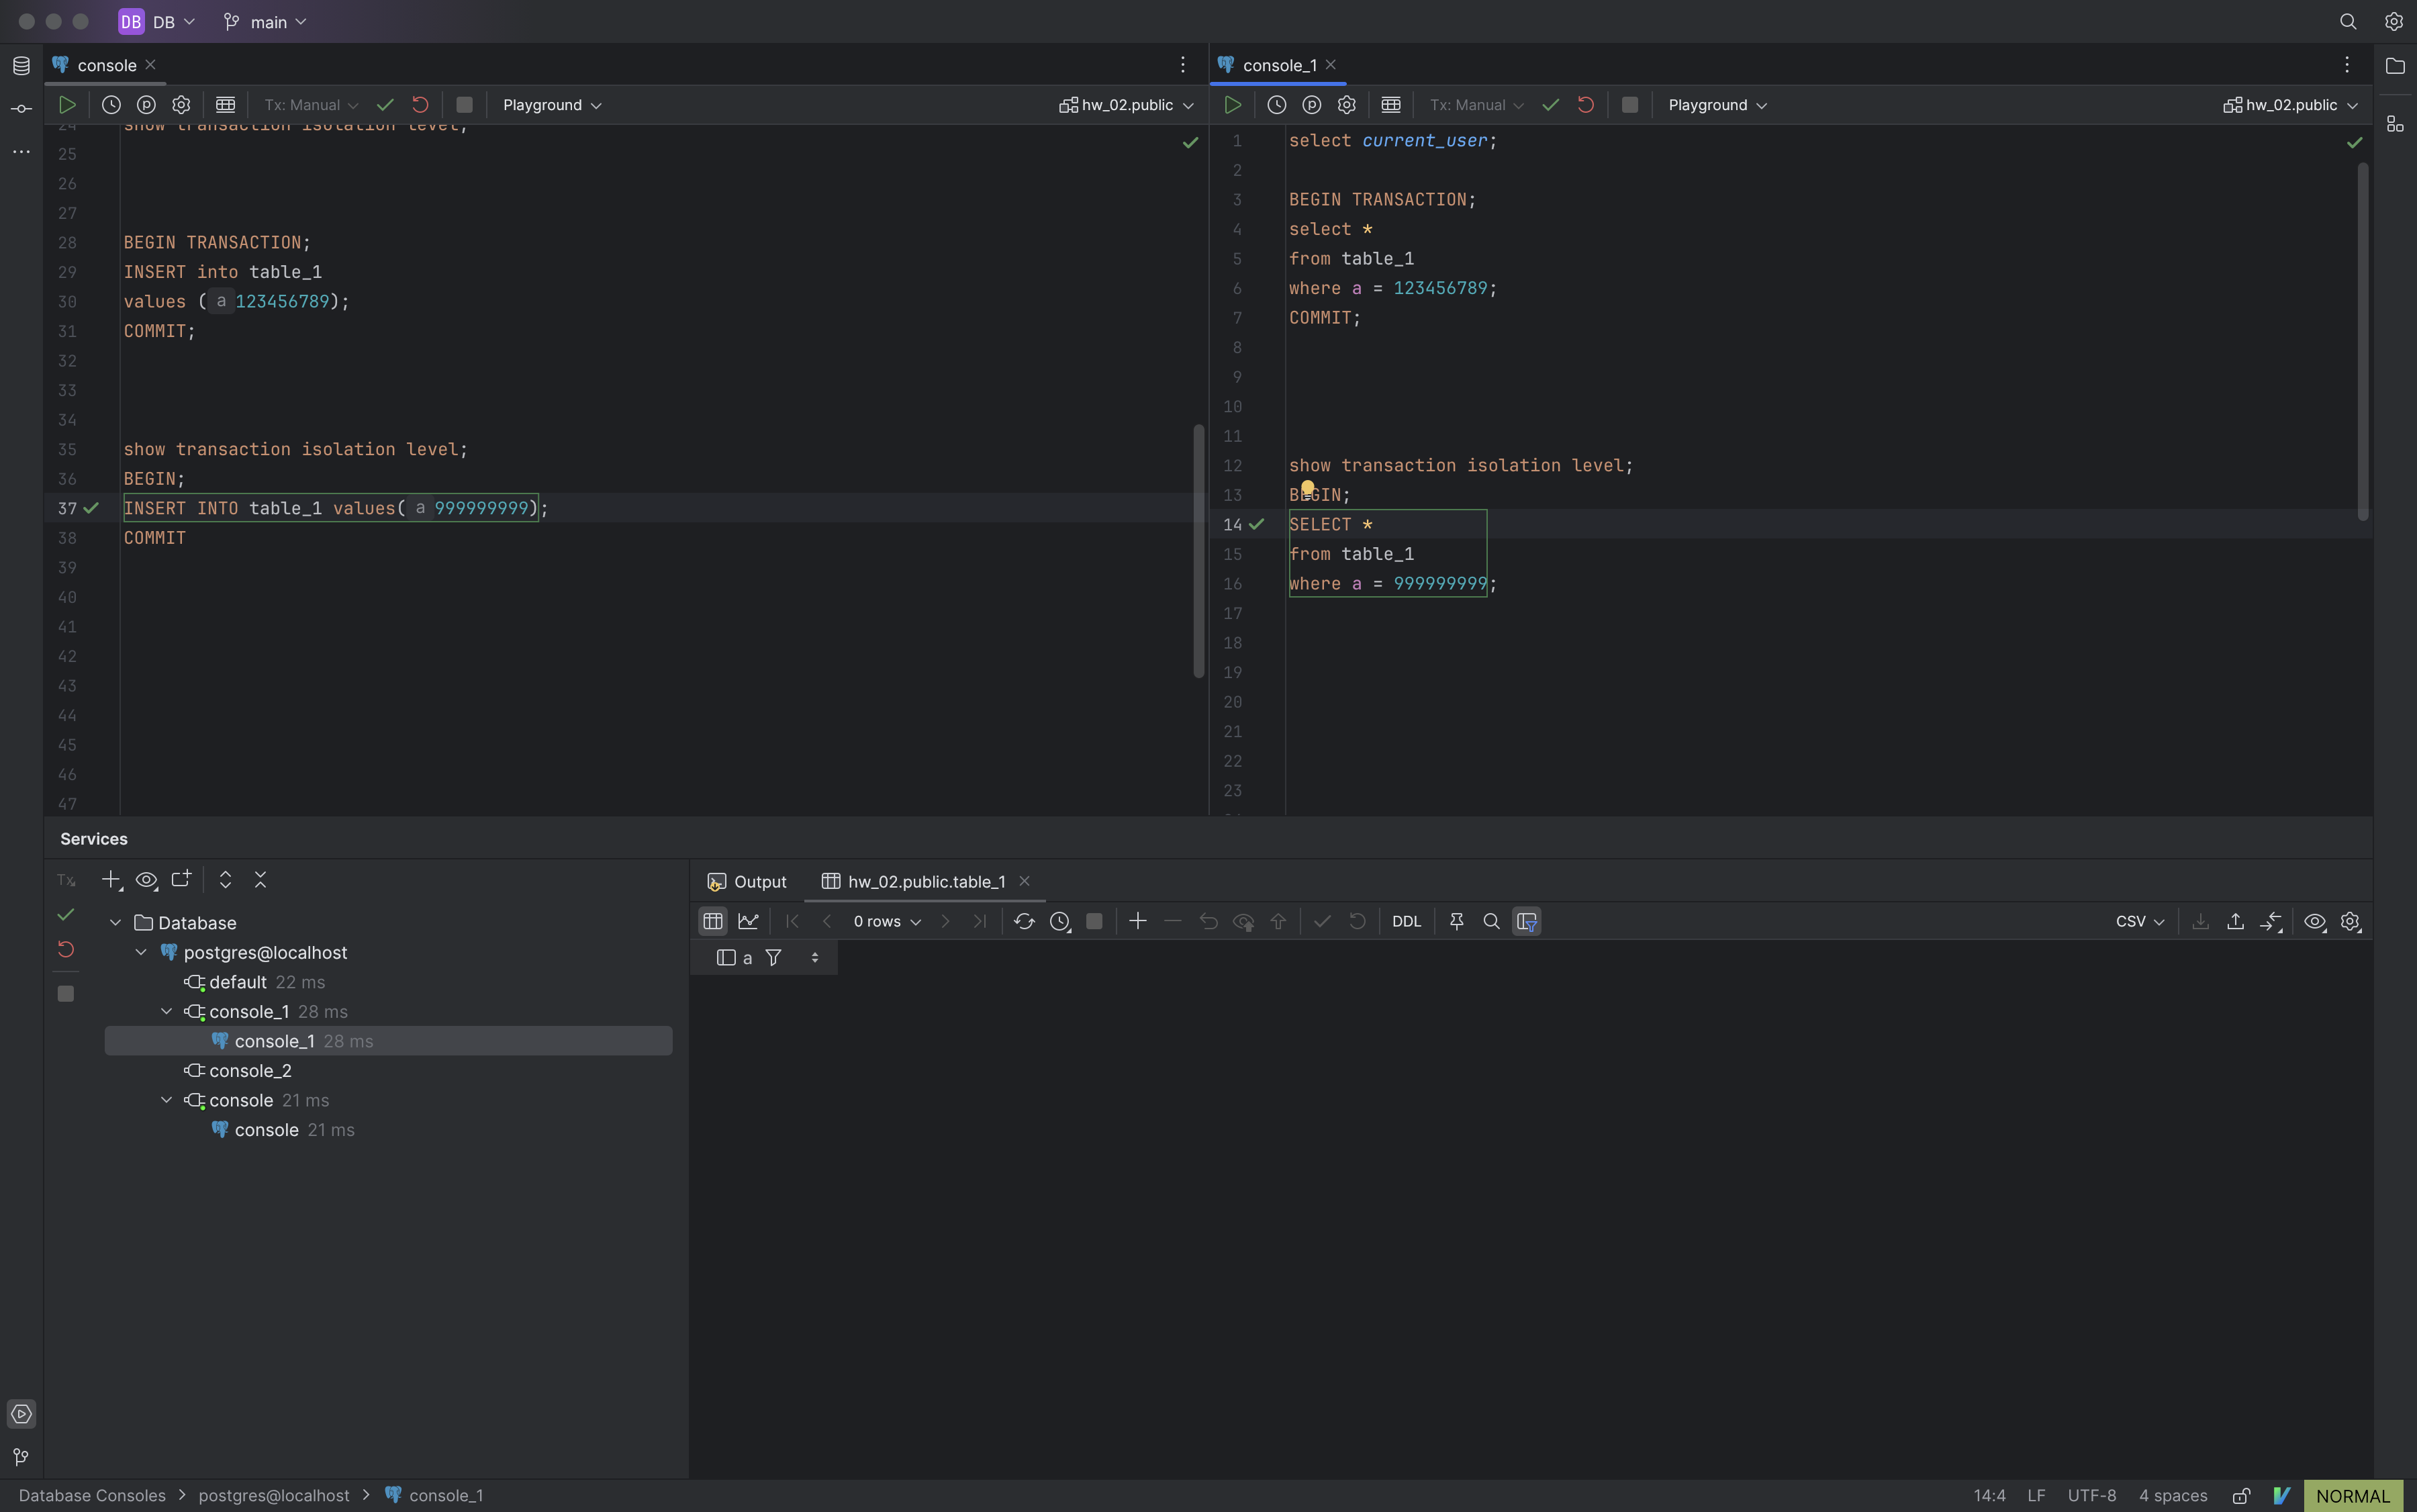 DB DB main
console
Tx: Manual Playground hw_02.public
24 show transaction isolation level;
25
26
27
28 BEGIN TRANSACTION;
29 INSERT into table_1
30 values ( a 123456789);
31 COMMIT;
32
33
34
35 show transaction isolation level;
36 BEGIN;
37 INSERT INTO table_1 values( a 999999999);
38 COMMIT
39
40
41
42
43
44
45
46
47
console_1
Tx: Manual Playground hw_02.public
1 select current_user;
2
3 BEGIN TRANSACTION;
4 select *
5 from table_1
6 where a = 123456789;
7 COMMIT;
8
9
10
11
12 show transaction isolation level;
13 BEGIN;
14 SELECT *
15 from table_1
16 where a = 999999999;
17
18
19
20
21
22
23
Services
Tx
Database
postgres@localhost
default 22 ms
console_1 28 ms
console_1 28 ms
console_2
console 21 ms
console 21 ms
Output hw_02.public.table_1
0 rows DDL CSV
a
Database Consoles > postgres@localhost > console_1
14:4 LF UTF-8 4 spaces NORMAL